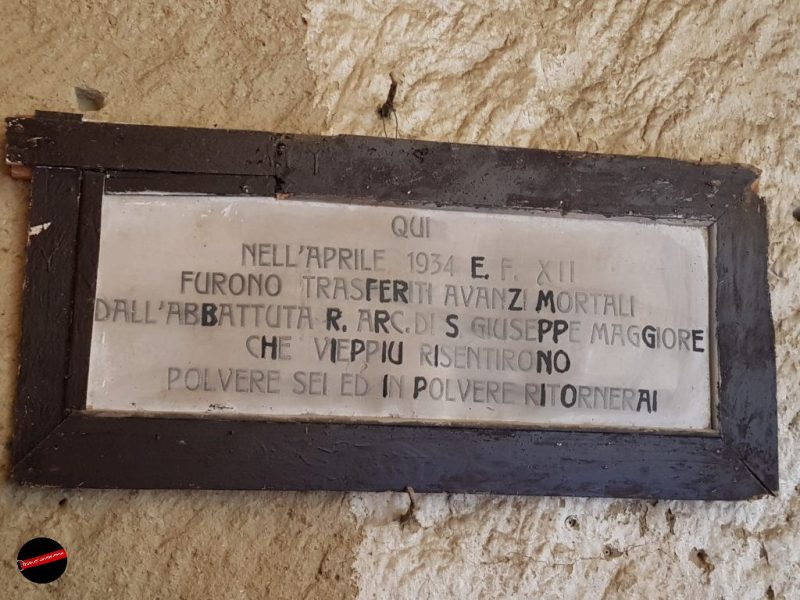 QUI
NELL'APRILE 1934 E. F. XII
FURONO TRASFERITI AVANZI MORTALI
DALL'ABBATTUTA R. ARC. DI S GIUSEPPE MAGGIORE
CHE VIEPPIU RISENTIRONO
POLVERE SEI ED IN POLVERE RITORNERAI